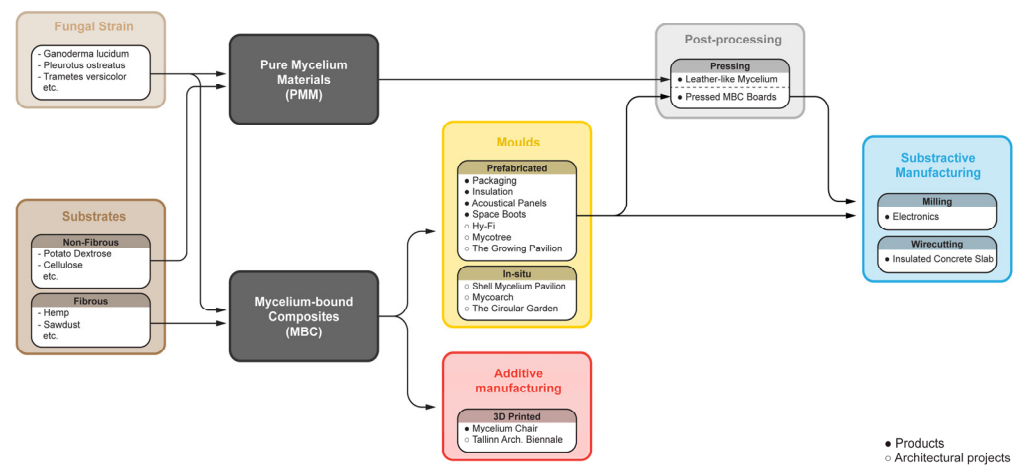 Fungal Strain
- Ganoderma lucidum
- Pleurotus ostreatus
- Trametes versicolor
etc.
Substrates
Non-Fibrous
- Potato Dextrose
- Cellulose
etc.
Fibrous
- Hemp
- Sawdust
etc.
Pure Mycelium
Materials
(PMM)
Mycelium-bound
Composites
(MBC)
Moulds
Prefabricated
● Packaging
● Insulation
● Acoustical Panels
● Space Boots
○ Hy-Fi
○ Mycotree
○ The Growing Pavilion
In-situ
○ Shell Mycelium Pavilion
○ Mycoarch
○ The Circular Garden
Additive
manufacturing
3D Printed
● Mycelium Chair
○ Tallinn Arch. Biennale
Post-processing
Pressing
● Leather-like Mycelium
● Pressed MBC Boards
Substractive
Manufacturing
Milling
● Electronics
Wirecutting
● Insulated Concrete Slab
● Products
○ Architectural projects